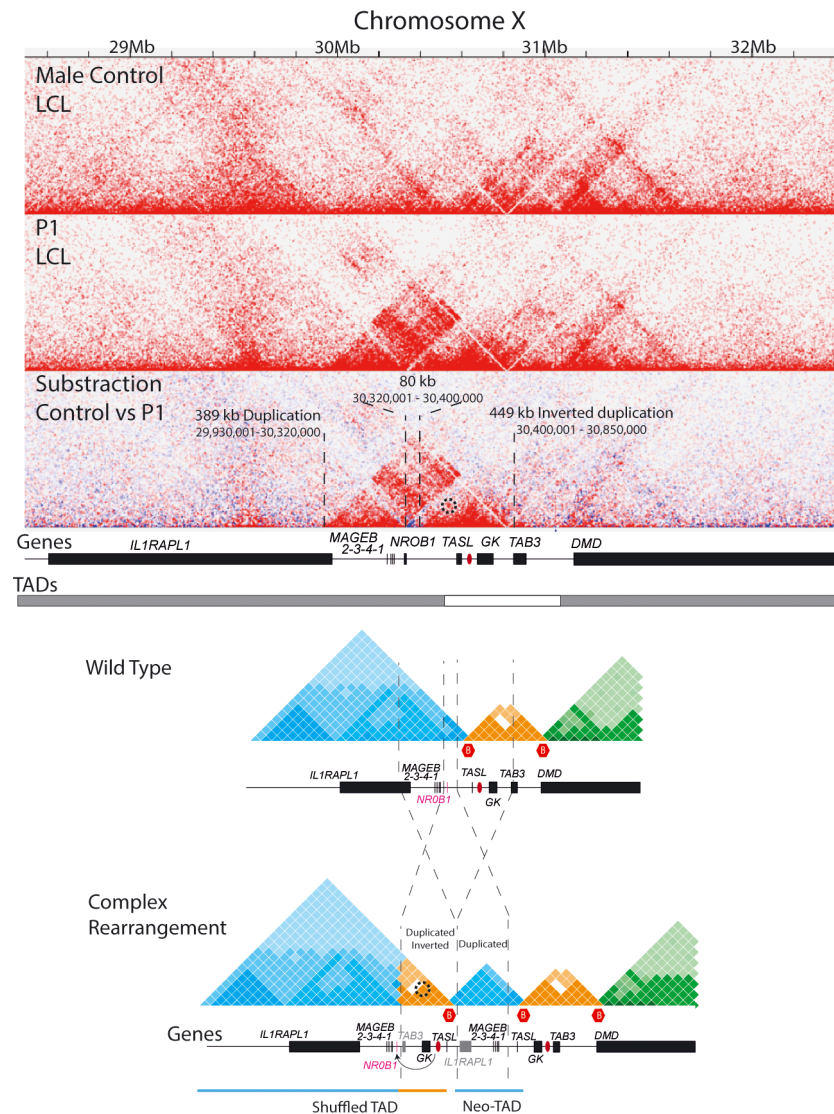 Chromosome X
29Mb 30Mb 31Mb 32Mb
Male Control
LCL
P1
LCL
Substraction
Control vs P1
80 kb
30,320,001 - 30,400,000
389 kb Duplication
29,930,001-30,320,000
449 kb Inverted duplication
30,400,001 - 30,850,000
Genes
IL1RAPL1
MAGEB
2-3-4-1
NROB1
TASL
GK
TAB3
DMD
TADs
Wild Type
B B
IL1RAPL1
MAGEB
2-3-4-1
NR0B1
TASL
GK
TAB3
DMD
Complex
Rearrangement
Duplicated
Inverted
Duplicated
B B B
Genes
IL1RAPL1
MAGEB
2-3-4-1
NR0B1
TAB3
GK
TASL
IL1RAPL1
MAGEB
2-3-4-1
TASL
GK
TAB3
DMD
Shuffled TAD
Neo-TAD